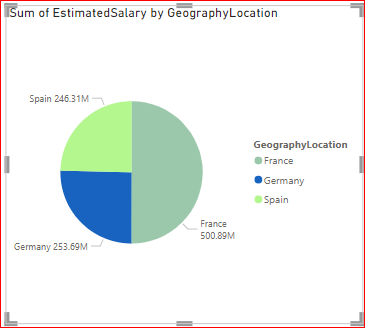 Sum of EstimatedSalary by GeographyLocation
Spain 246.31M
GeographyLocation
France
Germany
Spain
France
500.89M
Germany 253.69M